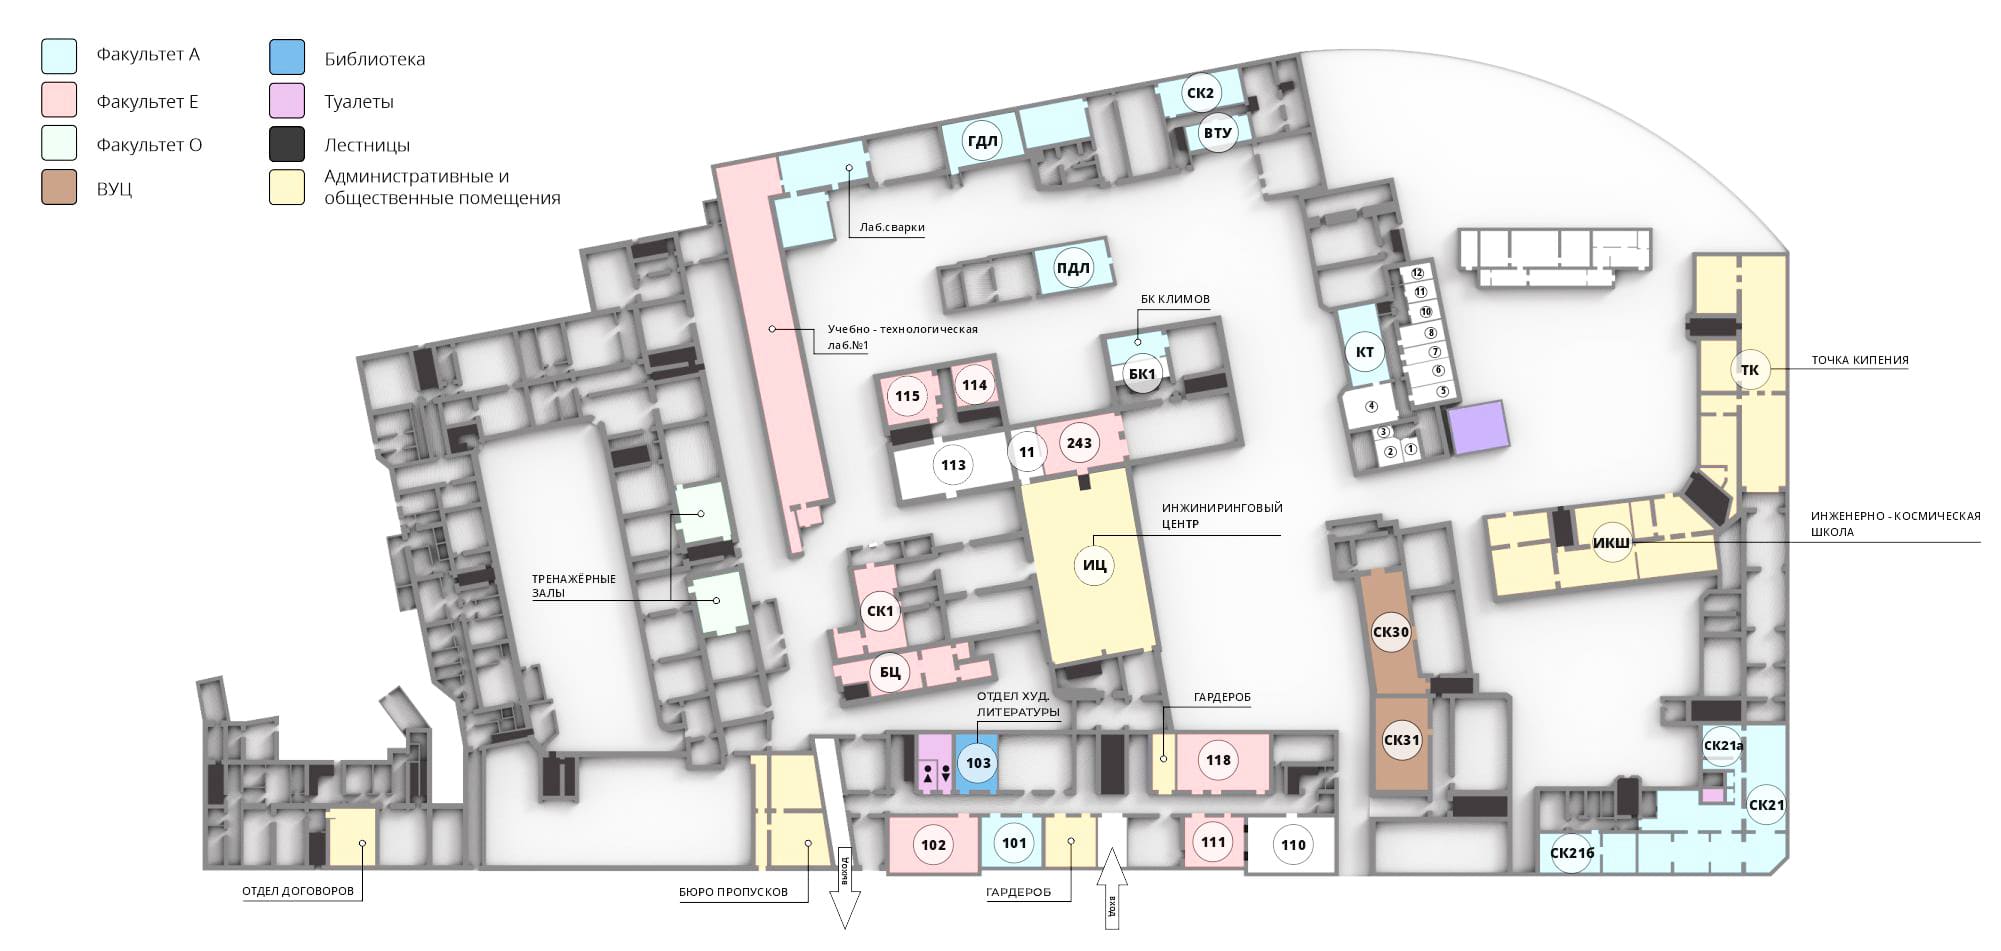 Факультет А
Факультет Е
Факультет О
ВУЦ
Библиотека
Туалеты
Лестницы
Административные и
общественные помещения
СК2
ВТУ
ГДЛ
Лаб.сварки
ПДЛ
Учебно - технологическая
лаб.№1
БК КЛИМОВ
БК1
КТ
12
11
10
8
7
6
5
4
3
2
1
ТК
ТОЧКА КИПЕНИЯ
115
114
113
11
243
ИНЖИНИРИНГОВЫЙ
ЦЕНТР
ИЦ
ИКШ
ИНЖЕНЕРНО - КОСМИЧЕСКАЯ
ШКОЛА
ТРЕНАЖЁРНЫЕ
ЗАЛЫ
СК1
БЦ
СК30
СК31
ОТДЕЛ ХУД.
ЛИТЕРАТУРЫ
ГАРДЕРОБ
103
118
СК21а
СК21
СК21б
102
101
111
110
ОТДЕЛ ДОГОВОРОВ
БЮРО ПРОПУСКОВ
ВЫХОД
ГАРДЕРОБ
ВХОД